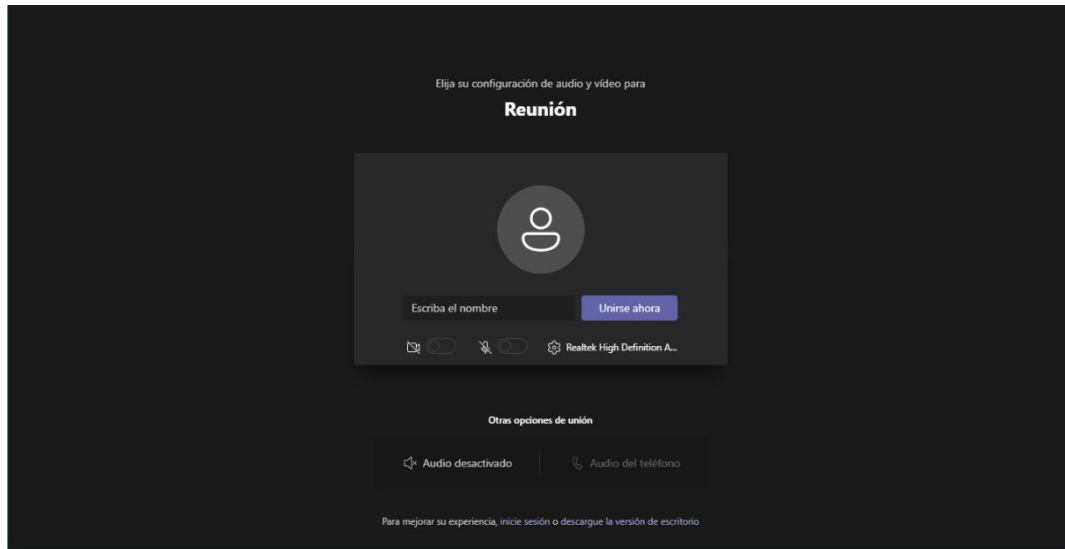 Elija su configuración de audio y vídeo para
Reunión
Escriba el nombre
Unirse ahora
Realtek High Definition A...
Otras opciones de unión
Audio desactivado
Audio del teléfono
Para mejorar su experiencia, inicie sesión o descargue la versión de escritorio